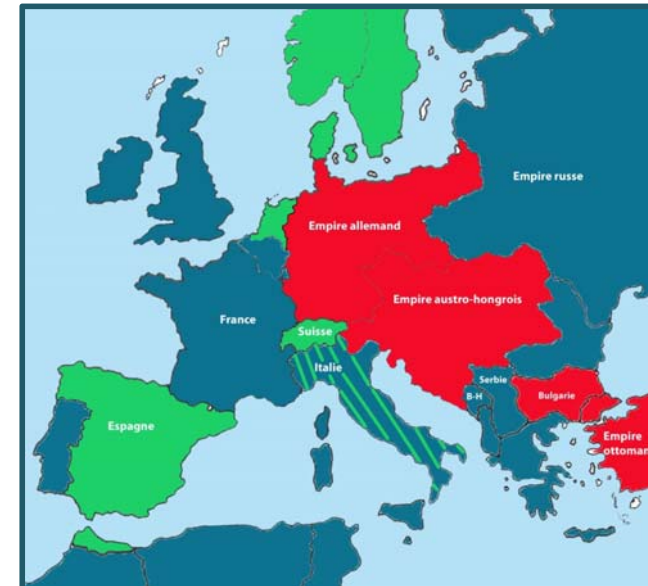 Empire russe
Empire allemand
Empire austro-hongrois
France
Suisse
Italie
Serbie
B-H
Bulgarie
Espagne
Empire
ottoman